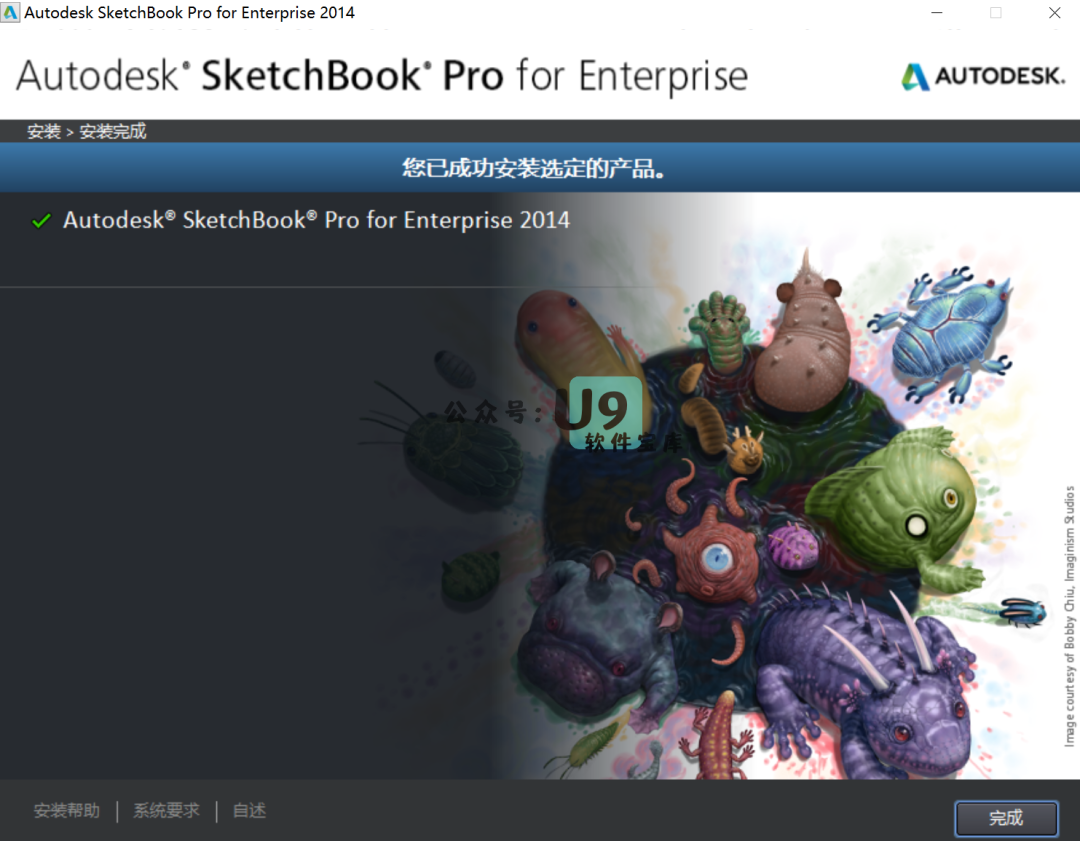 Autodesk SketchBook Pro for Enterprise 2014
Autodesk® SketchBook® Pro for Enterprise
AUTODESK.
安装 > 安装完成
您已成功安装选定的产品。
Autodesk® SketchBook® Pro for Enterprise 2014
公众号：U9
软件宝库
Image courtesy of Bobby Chiu, Imaginism Studios
安装帮助 | 系统要求 | 自述
完成